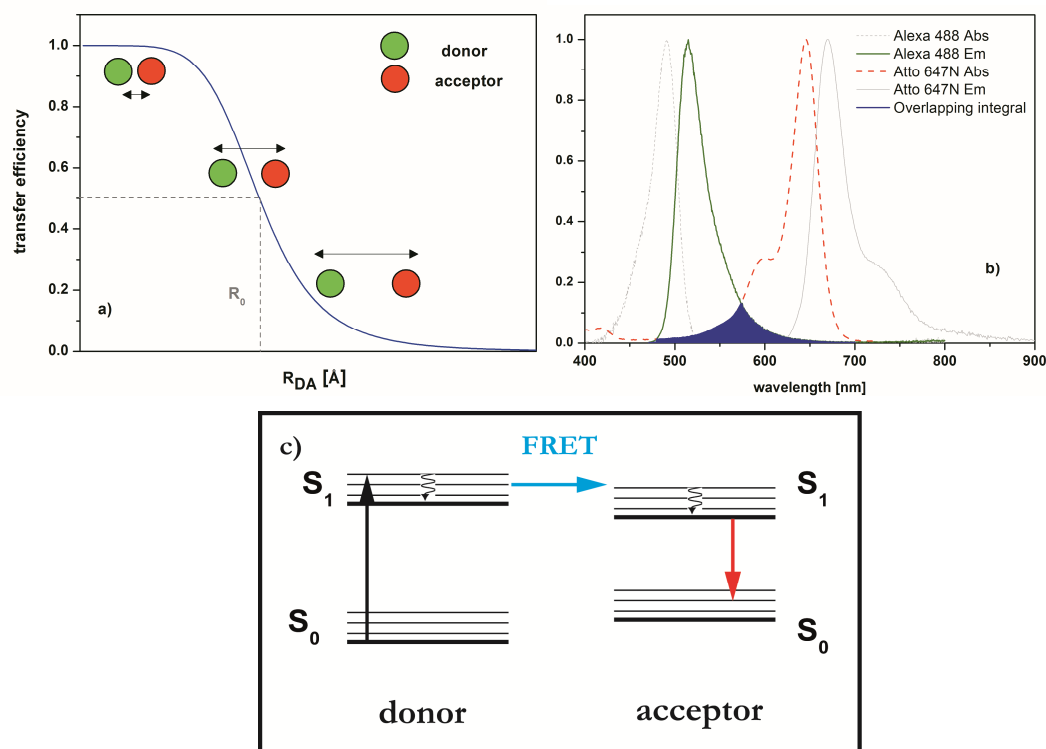 transfer efficiency
1.0
0.8
0.6
0.4
0.2
0.0
donor
acceptor
a)
R0
RDA [Å]
1.0
0.8
0.6
0.4
0.2
0.0
Alexa 488 Abs
Alexa 488 Em
Atto 647N Abs
Atto 647N Em
Overlapping integral
b)
400 500 600 700 800 900
wavelength [nm]
c)
FRET
S1
S1
S0
S0
donor
acceptor